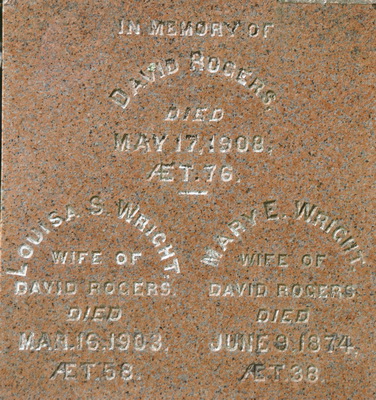 IN MEMORY OF
DAVID ROGERS,
DIED
MAY 17, 1908,
ÆT. 76.
LOUISA S. WRIGHT
WIFE OF
DAVID ROGERS.
DIED
MAR. 16, 1903,
ÆT. 58.
MARY E. WRIGHT,
WIFE OF
DAVID ROGERS
DIED
JUNE 9, 1874,
ÆT. 38.